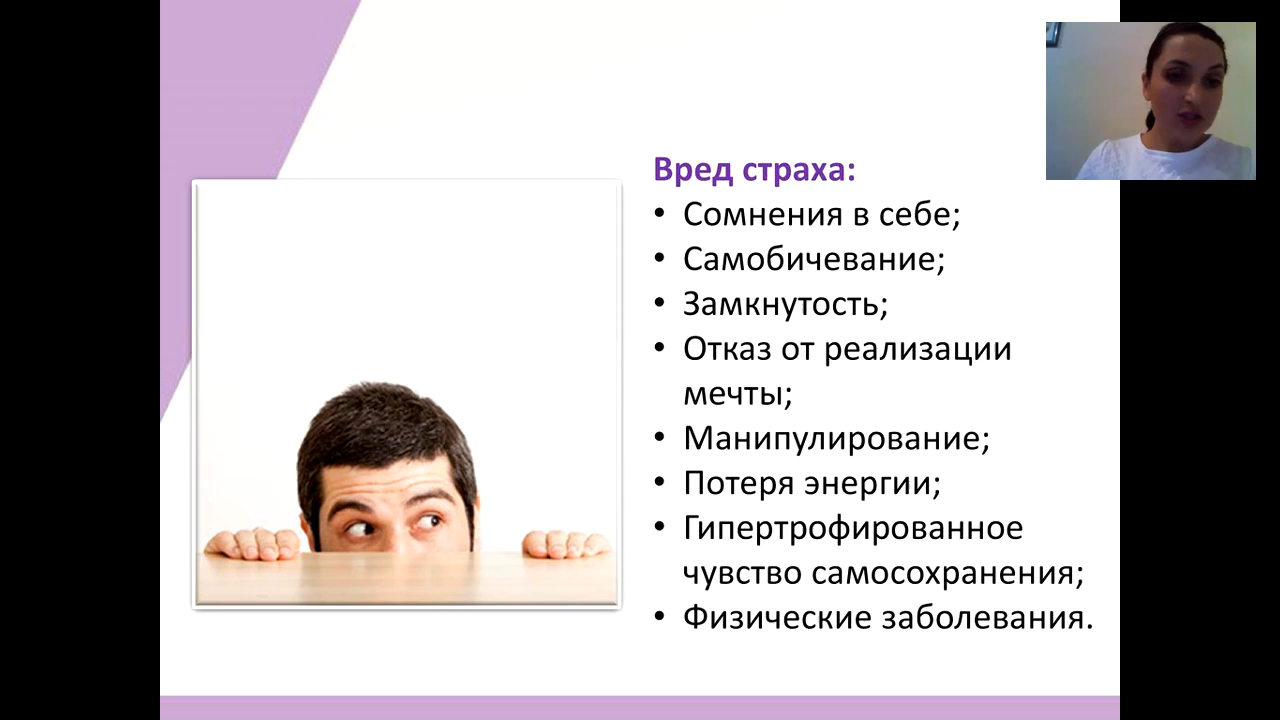 Вред страха:
• Сомнения в себе;
• Самобичевание;
• Замкнутость;
• Отказ от реализации
мечты;
• Манипулирование;
• Потеря энергии;
• Гипертрофированное
чувство самосохранения;
• Физические заболевания.